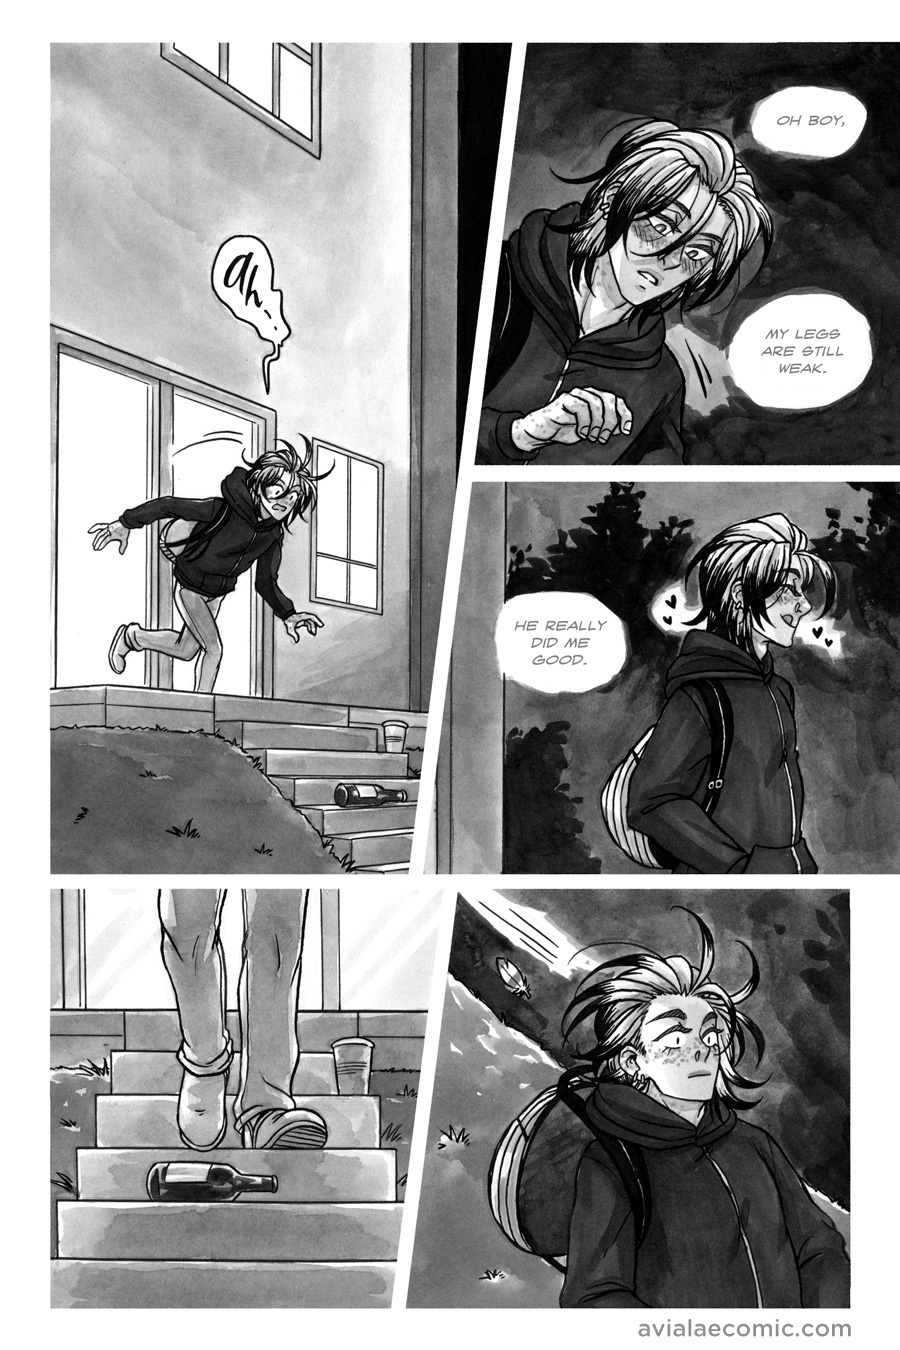 ah..
OH BOY,
MY LEGS
ARE STILL
WEAK.
HE REALLY
DID ME
GOOD.
avialaecomic.com